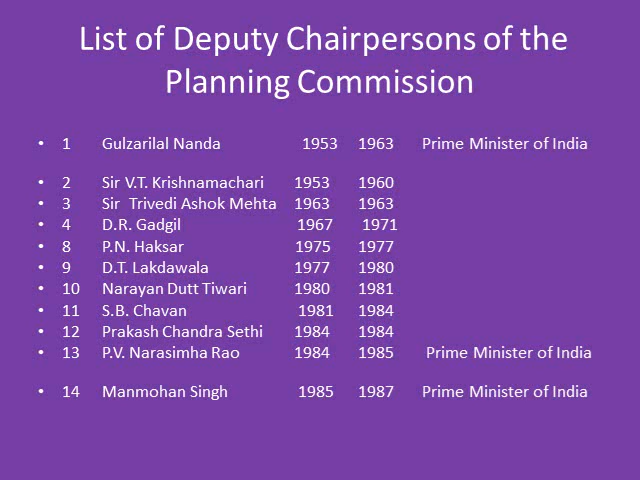 List of Deputy Chairpersons of the
Planning Commission
• 1 Gulzarilal Nanda 1953 1963 Prime Minister of India
• 2 Sir V.T. Krishnamachari 1953 1960
• 3 Sir Trivedi Ashok Mehta 1963 1963
• 4 D.R. Gadgil 1967 1971
• 8 P.N. Haksar 1975 1977
• 9 D.T. Lakdawala 1977 1980
• 10 Narayan Dutt Tiwari 1980 1981
• 11 S.B. Chavan 1981 1984
• 12 Prakash Chandra Sethi 1984 1984
• 13 P.V. Narasimha Rao 1984 1985 Prime Minister of India
• 14 Manmohan Singh 1985 1987 Prime Minister of India